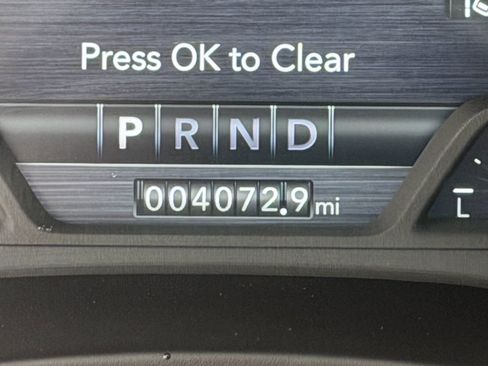 Press OK to Clear
P R N D
004072.9 mi
L